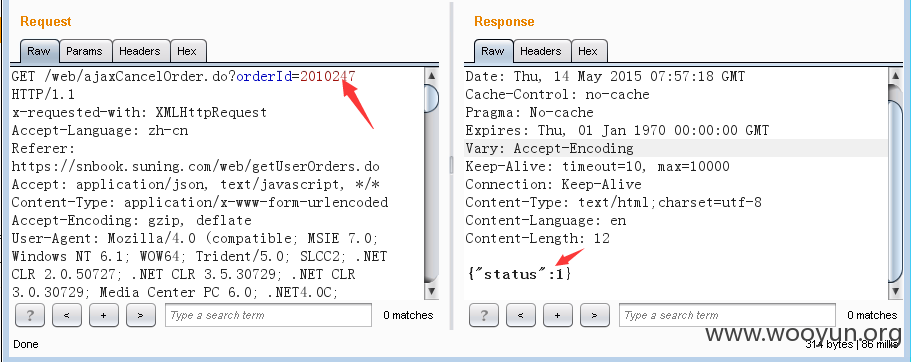 Request
Raw
Params
Headers
Hex
GET /web/ajaxCancelOrder.do?orderId=2010247
HTTP/1.1
x-requested-with: XMLHttpRequest
Accept-Language: zh-cn
Referer:
https://snbook.suning.com/web/getUserOrders.do
Accept: application/json, text/javascript, */*
Content-Type: application/x-www-form-urlencoded
Accept-Encoding: gzip, deflate
User-Agent: Mozilla/4.0 (compatible; MSIE 7.0;
Windows NT 6.1; WOW64; Trident/5.0; SLCC2; .NET
CLR 2.0.50727; .NET CLR 3.5.30729; .NET CLR
3.0.30729; Media Center PC 6.0; .NET4.0C;
? < + > Type a search term 0 matches
Response
Raw
Headers
Hex
Date: Thu, 14 May 2015 07:57:18 GMT
Cache-Control: no-cache
Pragma: No-cache
Expires: Thu, 01 Jan 1970 00:00:00 GMT
Vary: Accept-Encoding
Keep-Alive: timeout=10, max=10000
Connection: Keep-Alive
Content-Type: text/html;charset=utf-8
Content-Language: en
Content-Length: 12
{"status":1}
? < + > Type a search term 0 matches
www.wooyun.org
Done
314 bytes | 86 millis